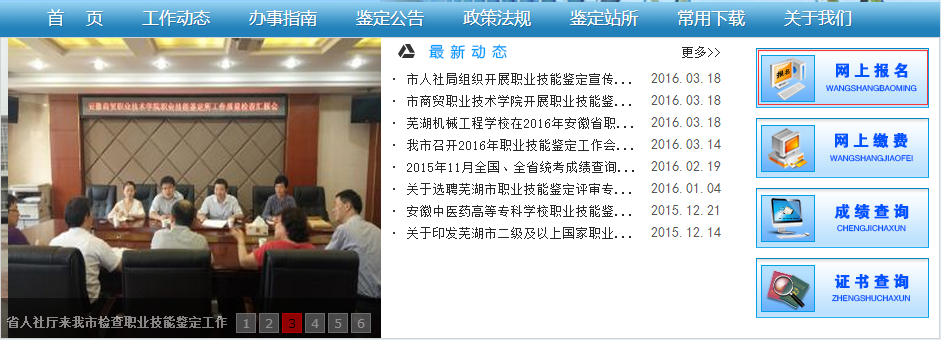 首 页 工作动态 办事指南 鉴定公告 政策法规 鉴定站所 常用下载 关于我们
安徽商贸职业技术学院职业技能鉴定所工作质量检查汇报会
省人社厅来我市检查职业技能鉴定工作 1 2 3 4 5 6
最新动态 更多>>
· 市人社局组织开展职业技能鉴定宣传... 2016.03.18
· 市商贸职业技术学院开展职业技能鉴... 2016.03.18
· 芜湖机械工程学校在2016年安徽省职... 2016.03.18
· 我市召开2016年职业技能鉴定工作会... 2016.03.14
· 2015年11月全国、全省统考成绩查询... 2016.02.19
· 关于选聘芜湖市职业技能鉴定评审专... 2016.01.04
· 安徽中医药高等专科学校职业技能鉴... 2015.12.21
· 关于印发芜湖市二级及以上国家职业... 2015.12.14
报名
网上报名
WANGSHANGBAOMING
网上缴费
WANGSHANGJIAOFEI
成绩查询
CHENGJICHAXUN
证书查询
ZHENGSHUCHAXUN